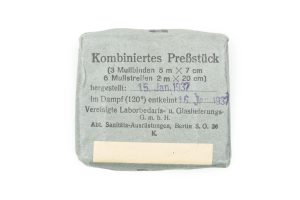 Kombiniertes Preßstück
(3 Mullbinden 5 m X 7 cm
6 Mullstreifen 2 m X 20 cm)
hergestellt: 15. Jan. 1937
im Dampf (120°) entkeimt 16. Jan. 1937
Vereinigte Laborbedarfs- u. Glaslieferungs-
G. m. b. H.
Abt. Sanitäts-Ausrüstungen, Berlin S. O. 36
K.